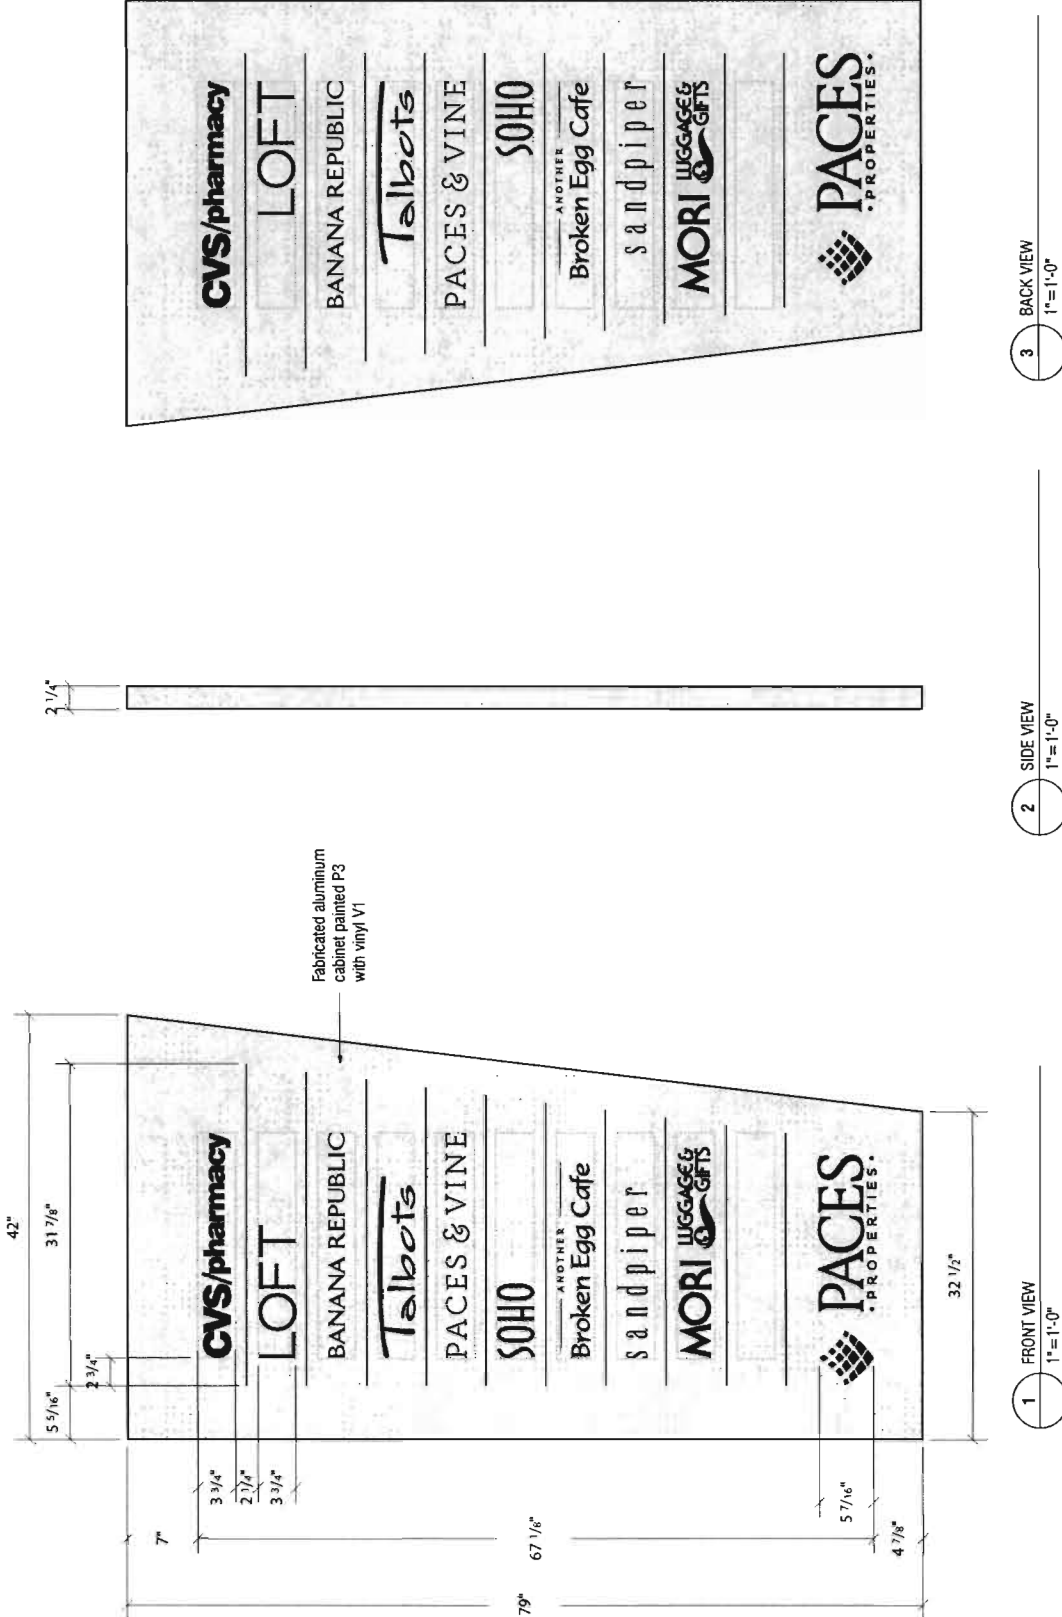 42"
31 7/8"
5 5/16"
2 3/4"
7"
3 3/4"
2 1/4"
3 3/4"
67 1/8"
79"
5 7/16"
4 7/8"
32 1/2"
CVS/pharmacy
LOFT
BANANA REPUBLIC
Talbots
PACES & VINE
SOHO
ANOTHER
Broken Egg Cafe
sandpiper
MORI LUGGAGE &
GIFTS
PACES
• PROPERTIES •
Fabricated aluminum
cabinet painted P3
with vinyl V1
1 FRONT VIEW
1" = 1'-0"
2 1/4"
2 SIDE VIEW
1" = 1'-0"
CVS/pharmacy
LOFT
BANANA REPUBLIC
Talbots
PACES & VINE
SOHO
ANOTHER
Broken Egg Cafe
sandpiper
MORI LUGGAGE &
GIFTS
PACES
• PROPERTIES •
3 BACK VIEW
1" = 1'-0"